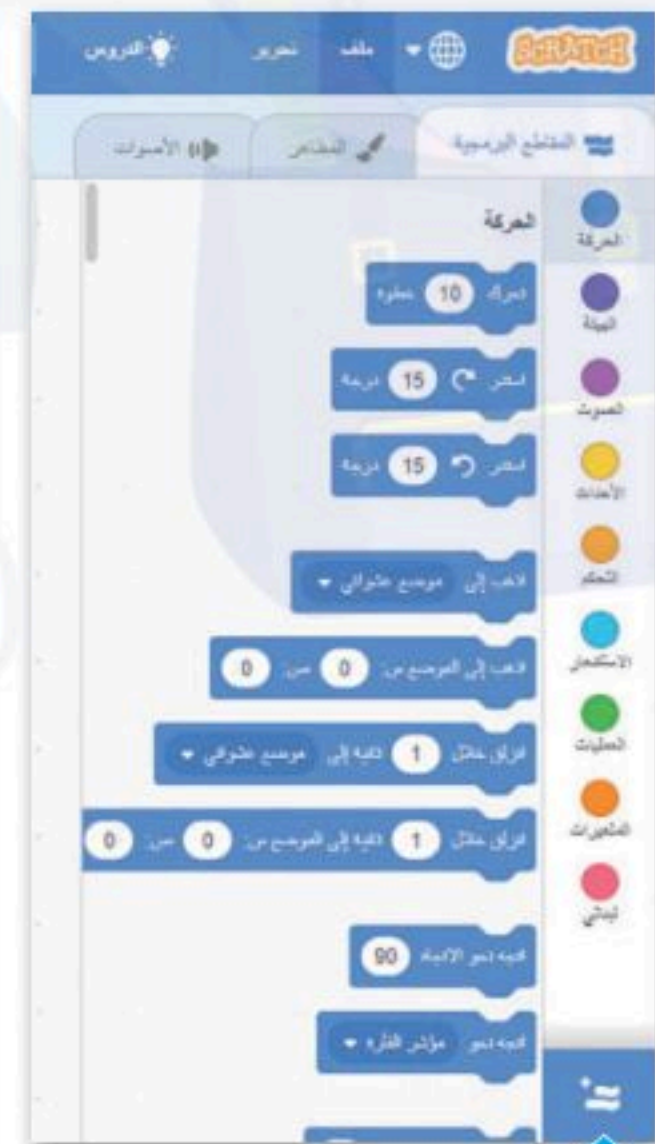 SCRATCH ملف تحرير الدروس
المقاطع البرمجية المظاهر الأصوات
الحركة
الهيئة
الصوت
الأحداث
التحكم
الاستشعار
العمليات
المتغيرات
لبناتي
الحركة
تحرك 10 خطوة
استدر 15 درجة
استدر 15 درجة
اذهب إلى موضع عشوائي
اذهب إلى الموضع س: 0 ص: 0
انزلق خلال 1 ثانية إلى موضع عشوائي
انزلق خلال 1 ثانية إلى الموضع س: 0 ص: 0
اتجه نحو الاتجاه 90
اتجه نحو مؤشر الفأرة